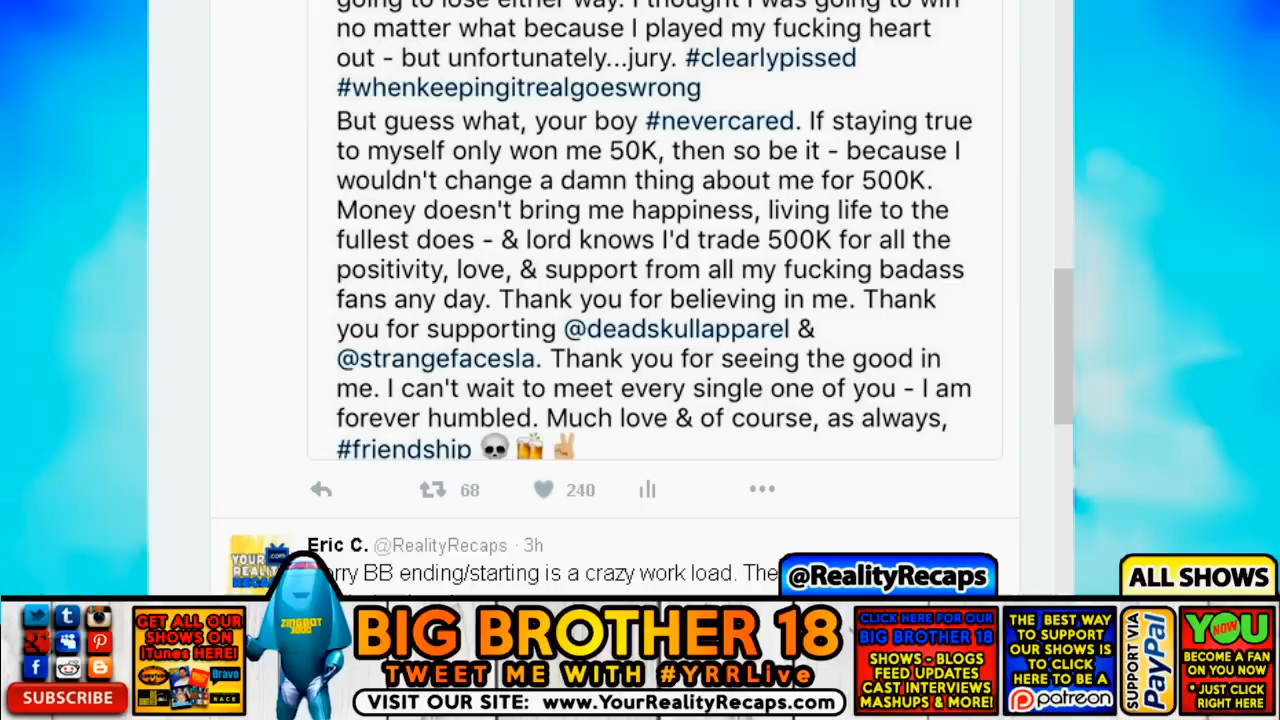 going to lose either way. I thought I was going to win
no matter what because I played my fucking heart
out - but unfortunately...jury. #clearlypissed
#whenkeepingitrealgoeswrong
But guess what, your boy #nevercared. If staying true
to myself only won me 50K, then so be it - because I
wouldn't change a damn thing about me for 500K.
Money doesn't bring me happiness, living life to the
fullest does - & lord knows I'd trade 500K for all the
positivity, love, & support from all my fucking badass
fans any day. Thank you for believing in me. Thank
you for supporting @deadskullapparel &
@strangefacesla. Thank you for seeing the good in
me. I can't wait to meet every single one of you - I am
forever humbled. Much love & of course, as always,
#friendship 💀🍻✌🏼
68 240
YOUR .com
REALITY
Eric C. @RealityRecaps · 3h
orry BB ending/starting is a crazy work load. The
@RealityRecaps
ALL SHOWS
SUBSCRIBE
GET ALL OUR
SHOWS ON
iTunes HERE!
SURVIVOR
Bravo
RACE
ZINGBOT
3000
BIG BROTHER 18
TWEET ME WITH #YRRLive
VISIT OUR SITE: www.YourRealityRecaps.com
CLICK HERE FOR OUR
BIG BROTHER 18
SHOWS - BLOGS
FEED UPDATES
CAST INTERVIEWS
MASHUPS & MORE!
THE BEST WAY
TO SUPPORT
OUR SHOWS IS
TO CLICK
HERE TO BE A
patreon
SUPPORT VIA
PayPal
YOU
NOW
BECOME A FAN
ON YOU NOW
*JUST CLICK
RIGHT HERE